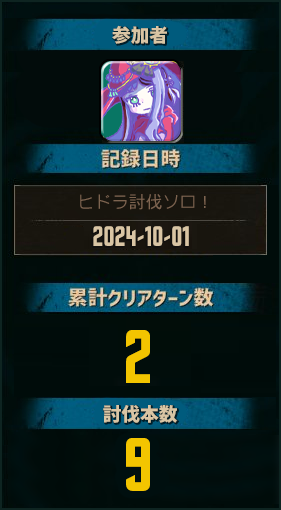 参加者
記録日時
ヒドラ討伐ソロ！
2024-10-01
累計クリアターン数
2
討伐本数
9